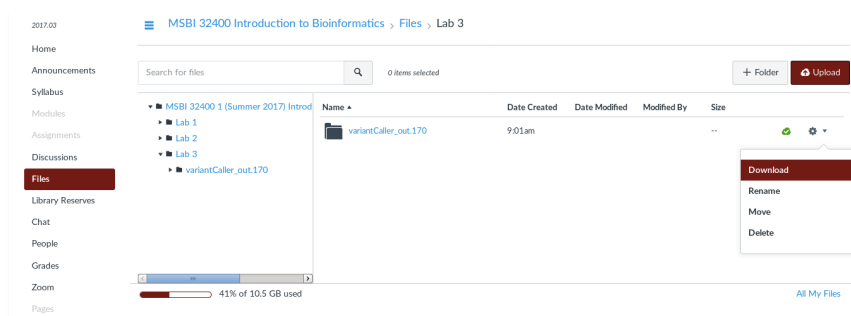 2017.03
Home
Announcements
Syllabus
Modules
Assignments
Discussions
Files
Library Reserves
Chat
People
Grades
Zoom
Pages
MSBI 32400 Introduction to Bioinformatics > Files > Lab 3
Search for files
0 items selected
+ Folder
Upload
MSBI 32400 1 (Summer 2017) Introd
Lab 1
Lab 2
Lab 3
variantCaller_out.170
Name Date Created Date Modified Modified By Size
variantCaller_out.170 9:01am --
Download
Rename
Move
Delete
41% of 10.5 GB used
All My Files